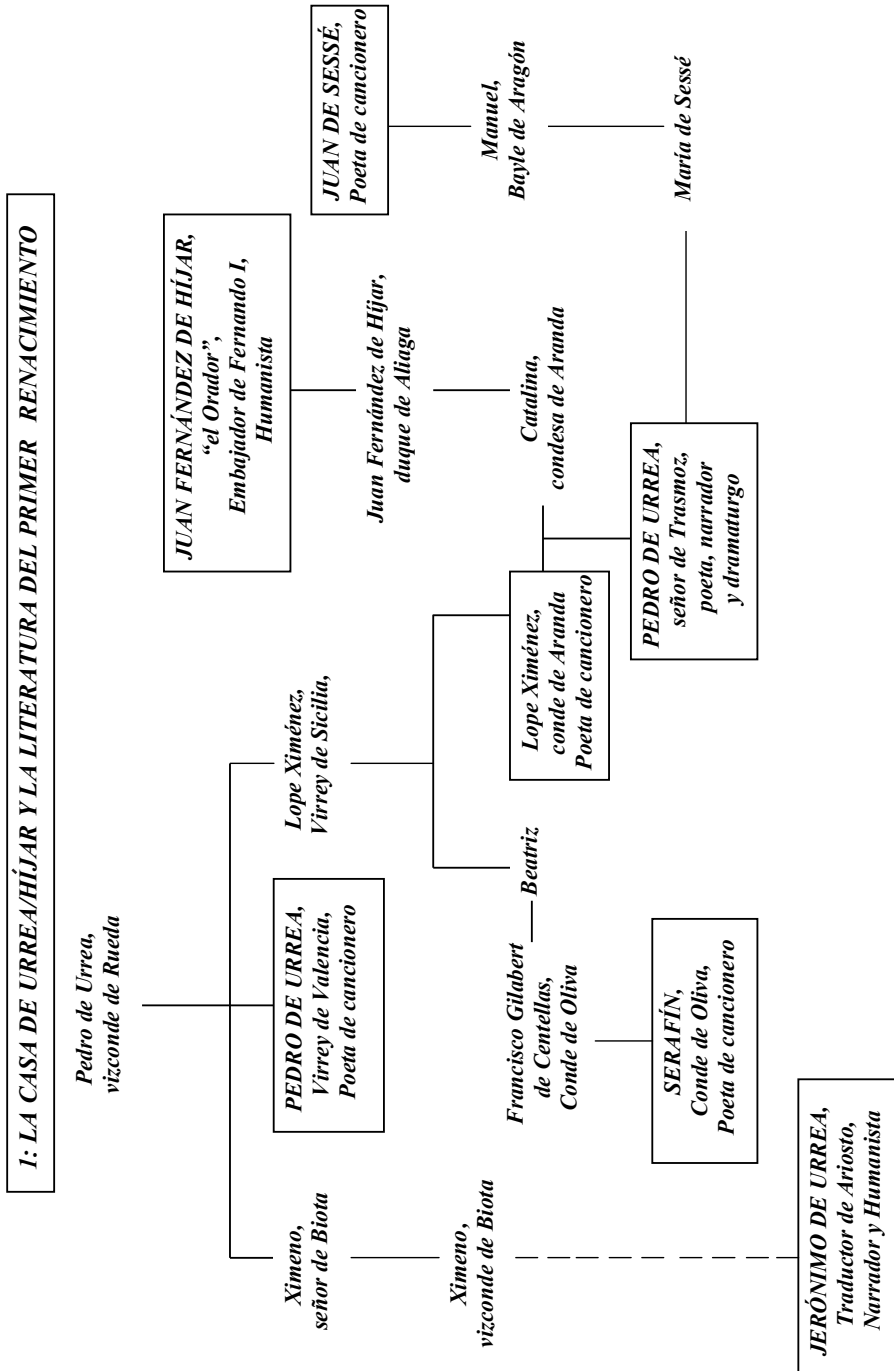 1: LA CASA DE URREA/HÍJAR Y LA LITERATURA DEL PRIMER RENACIMIENTO
Pedro de Urrea,
vizconde de Rueda
Ximeno,
señor de Biota
PEDRO DE URREA,
Virrey de Valencia,
Poeta de cancionero
Lope Ximénez,
Virrey de Sicilia,
JUAN FERNÁNDEZ DE HÍJAR,
“el Orador”,
Embajador de Fernando I,
Humanista
JUAN DE SESSÉ,
Poeta de cancionero
Juan Fernández de Híjar,
duque de Aliaga
Manuel,
Bayle de Aragón
Ximeno,
vizconde de Biota
Francisco Gilabert
de Centellas,
Conde de Oliva
Beatriz
Lope Ximénez,
conde de Aranda
Poeta de cancionero
Catalina,
condesa de Aranda
SERAFÍN,
Conde de Oliva,
Poeta de cancionero
PEDRO DE URREA,
señor de Trasmoz,
poeta, narrador
y dramaturgo
María de Sessé
JERÓNIMO DE URREA,
Traductor de Ariosto,
Narrador y Humanista